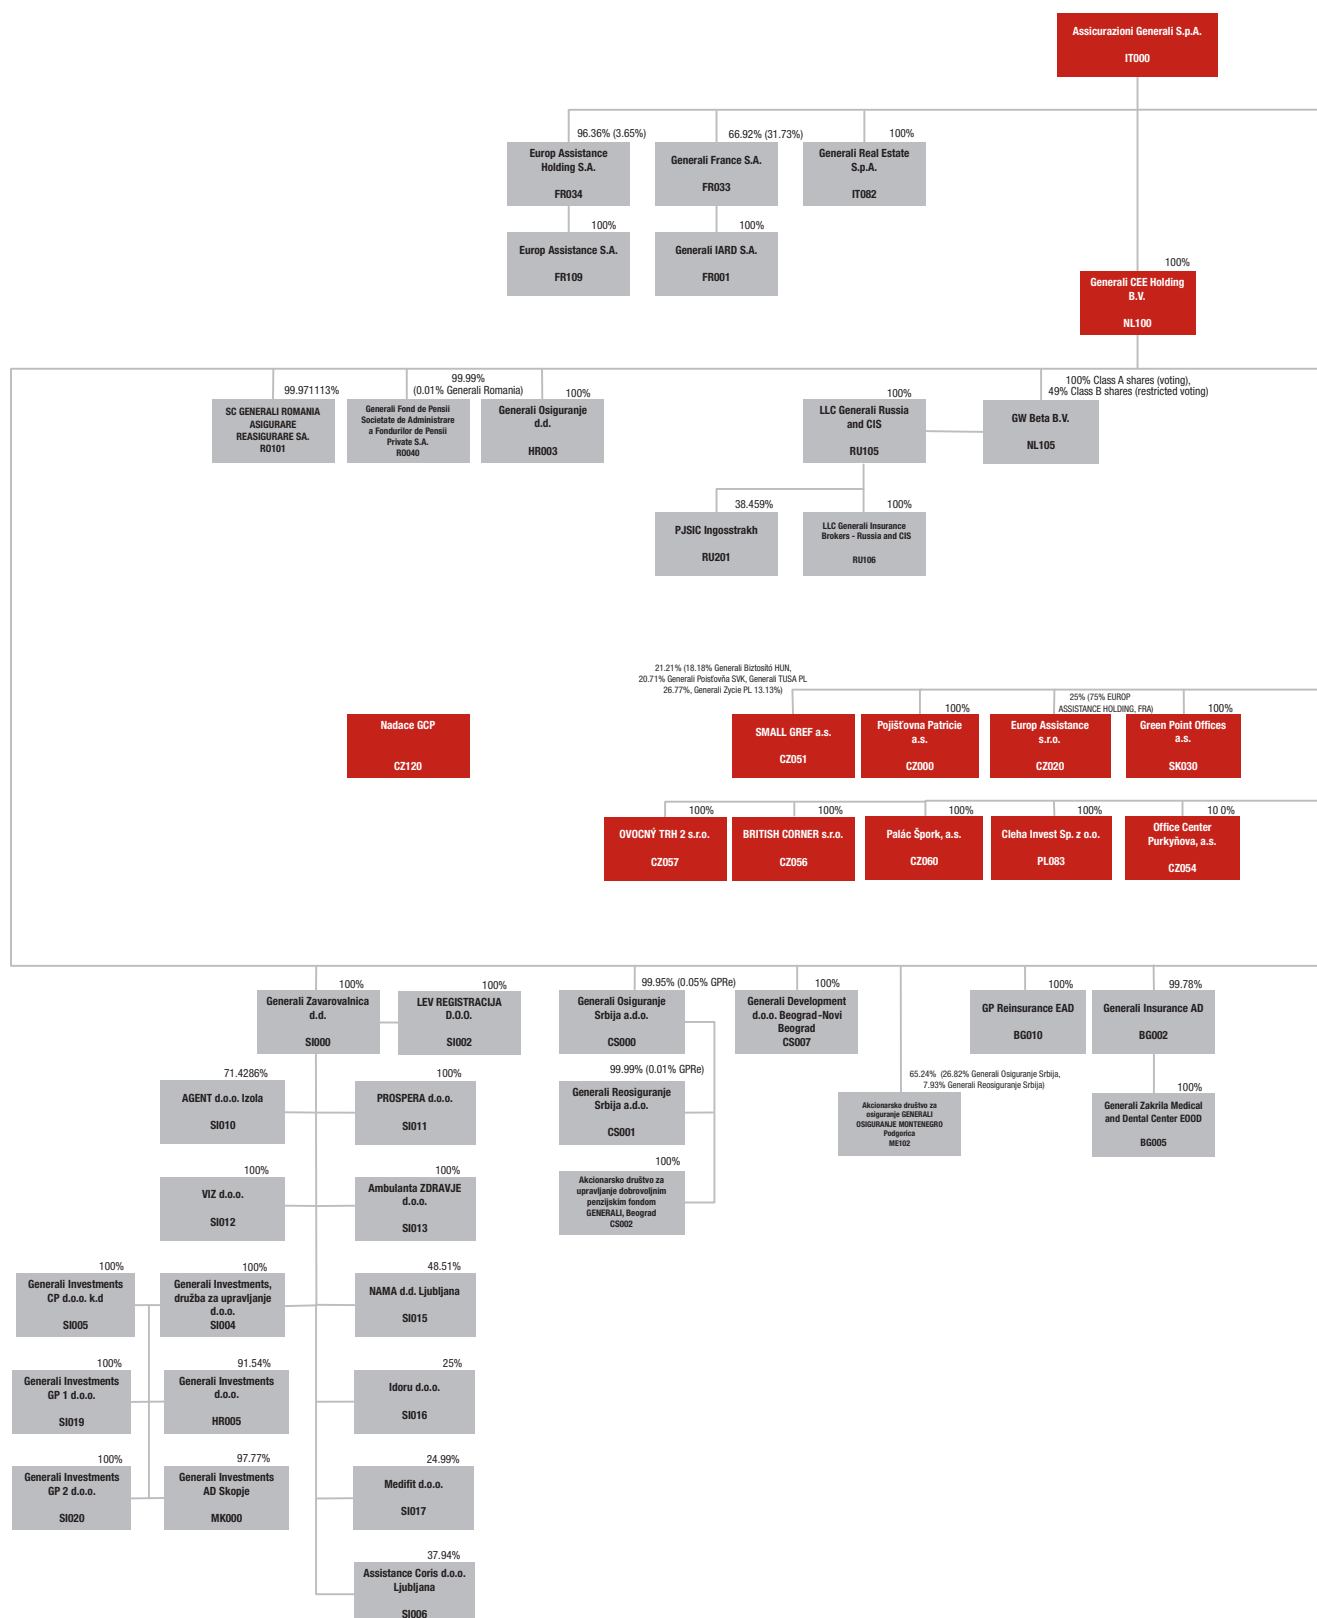 Assicurazioni Generali S.p.A.
IT000
96.36% (3.65%)
Europ Assistance
Holding S.A.
FR034
66.92% (31.73%)
Generali France S.A.
FR033
100%
Generali Real Estate
S.p.A.
IT082
100%
Europ Assistance S.A.
FR109
100%
Generali IARD S.A.
FR001
100%
Generali CEE Holding
B.V.
NL100
99.971113%
SC GENERALI ROMANIA
ASIGURARE
REASIGURARE SA.
RO101
99.99%
(0.01% Generali Romania)
Generali Fond de Pensii
Societate de Administrare
a Fondurilor de Pensii
Private S.A.
RO040
100%
Generali Osiguranje
d.d.
HR003
100%
LLC Generali Russia
and CIS
RU105
100% Class A shares (voting),
49% Class B shares (restricted voting)
GW Beta B.V.
NL105
38.459%
PJSIC Ingosstrakh
RU201
100%
LLC Generali Insurance
Brokers - Russia and CIS
RU106
Nadace GCP
CZ120
21.21% (18.18% Generali Biztosító HUN,
20.71% Generali Poisťovňa SVK, Generali TUSA PL
26.77%, Generali Zycie PL 13.13%)
SMALL GREF a.s.
CZ051
100%
Pojišťovna Patricie
a.s.
CZ000
25% (75% EUROP
ASSISTANCE HOLDING, FRA)
Europ Assistance
s.r.o.
CZ020
100%
Green Point Offices
a.s.
SK030
100%
OVOCNÝ TRH 2 s.r.o.
CZ057
100%
BRITISH CORNER s.r.o.
CZ056
100%
Palác Špork, a.s.
CZ060
100%
Cleha Invest Sp. z o.o.
PL083
10 0%
Office Center
Purkyňova, a.s.
CZ054
100%
Generali Zavarovalnica
d.d.
SI000
100%
LEV REGISTRACIJA
D.O.O.
SI002
99.95% (0.05% GPRe)
Generali Osiguranje
Srbija a.d.o.
CS000
100%
Generali Development
d.o.o. Beograd-Novi
Beograd
CS007
100%
GP Reinsurance EAD
BG010
99.78%
Generali Insurance AD
BG002
71.4286%
AGENT d.o.o. Izola
SI010
100%
PROSPERA d.o.o.
SI011
99.99% (0.01% GPRe)
Generali Reosiguranje
Srbija a.d.o.
CS001
65.24% (26.82% Generali Osiguranje Srbija,
7.93% Generali Reosiguranje Srbija)
Akcionarsko društvo za
osiguranje GENERALI
OSIGURANJE MONTENEGRO
Podgorica
ME102
100%
Generali Zakrila Medical
and Dental Center EOOD
BG005
100%
VIZ d.o.o.
SI012
100%
Ambulanta ZDRAVJE
d.o.o.
SI013
100%
Akcionarsko društvo za
upravljanje dobrovoljnim
penzijskim fondom
GENERALI, Beograd
CS002
100%
Generali Investments
CP d.o.o. k.d
SI005
100%
Generali Investments,
družba za upravljanje
d.o.o.
SI004
48.51%
NAMA d.d. Ljubljana
SI015
100%
Generali Investments
GP 1 d.o.o.
SI019
91.54%
Generali Investments
d.o.o.
HR005
25%
Idoru d.o.o.
SI016
100%
Generali Investments
GP 2 d.o.o.
SI020
97.77%
Generali Investments
AD Skopje
MK000
24.99%
Medifit d.o.o.
SI017
37.94%
Assistance Coris d.o.o.
Ljubljana
SI006